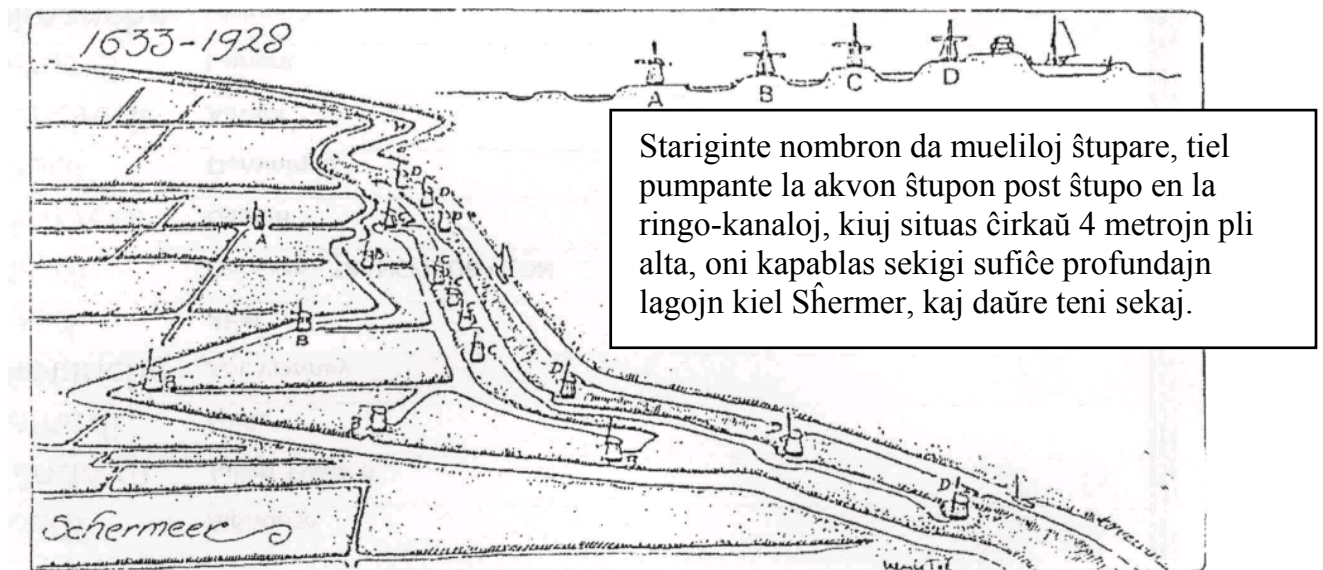 1633-1928
A B C D
Stariginte nombron da mueliloj ŝtupare, tiel
pumpante la akvon ŝtupon post ŝtupo en la
ringo-kanaloj, kiuj situas ĉirkaŭ 4 metrojn pli
alta, oni kapablas sekigi sufiĉe profundajn
lagojn kiel Sĥermer, kaj daŭre teni sekaj.
D
D
C
A
B
C
C
C
B
C
B
D
B
B
D
Schermeer